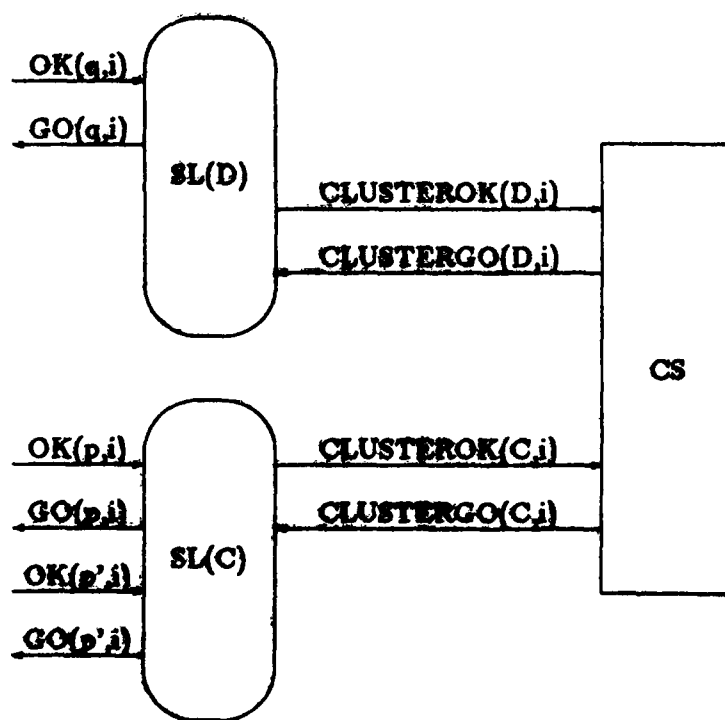 OK(q,i)
GO(q,i)
SL(D)
CLUSTEROK(D,i)
CLUSTERGO(D,i)
CS
OK(p,i)
CLUSTEROK(C,i)
GO(p,i)
CLUSTERGO(C,i)
SL(C)
OK(p',i)
GO(p',i)